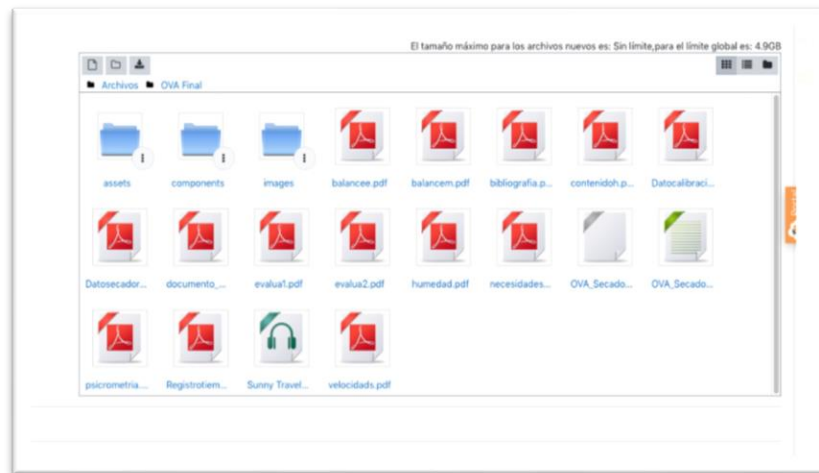 El tamaño máximo para los archivos nuevos es: Sin límite,para el límite global es: 4.9GB
Archivos OVA Final
assets components images balancee.pdf balancem.pdf bibliografia.p... contenidoh.p... Datocalibraci...
Datosecador... documento_... evalua1.pdf evalua2.pdf humedad.pdf necesidades... OVA_Secado... OVA_Secado...
psicrometria.... Registrotiem... Sunny Travel... velocidads.pdf